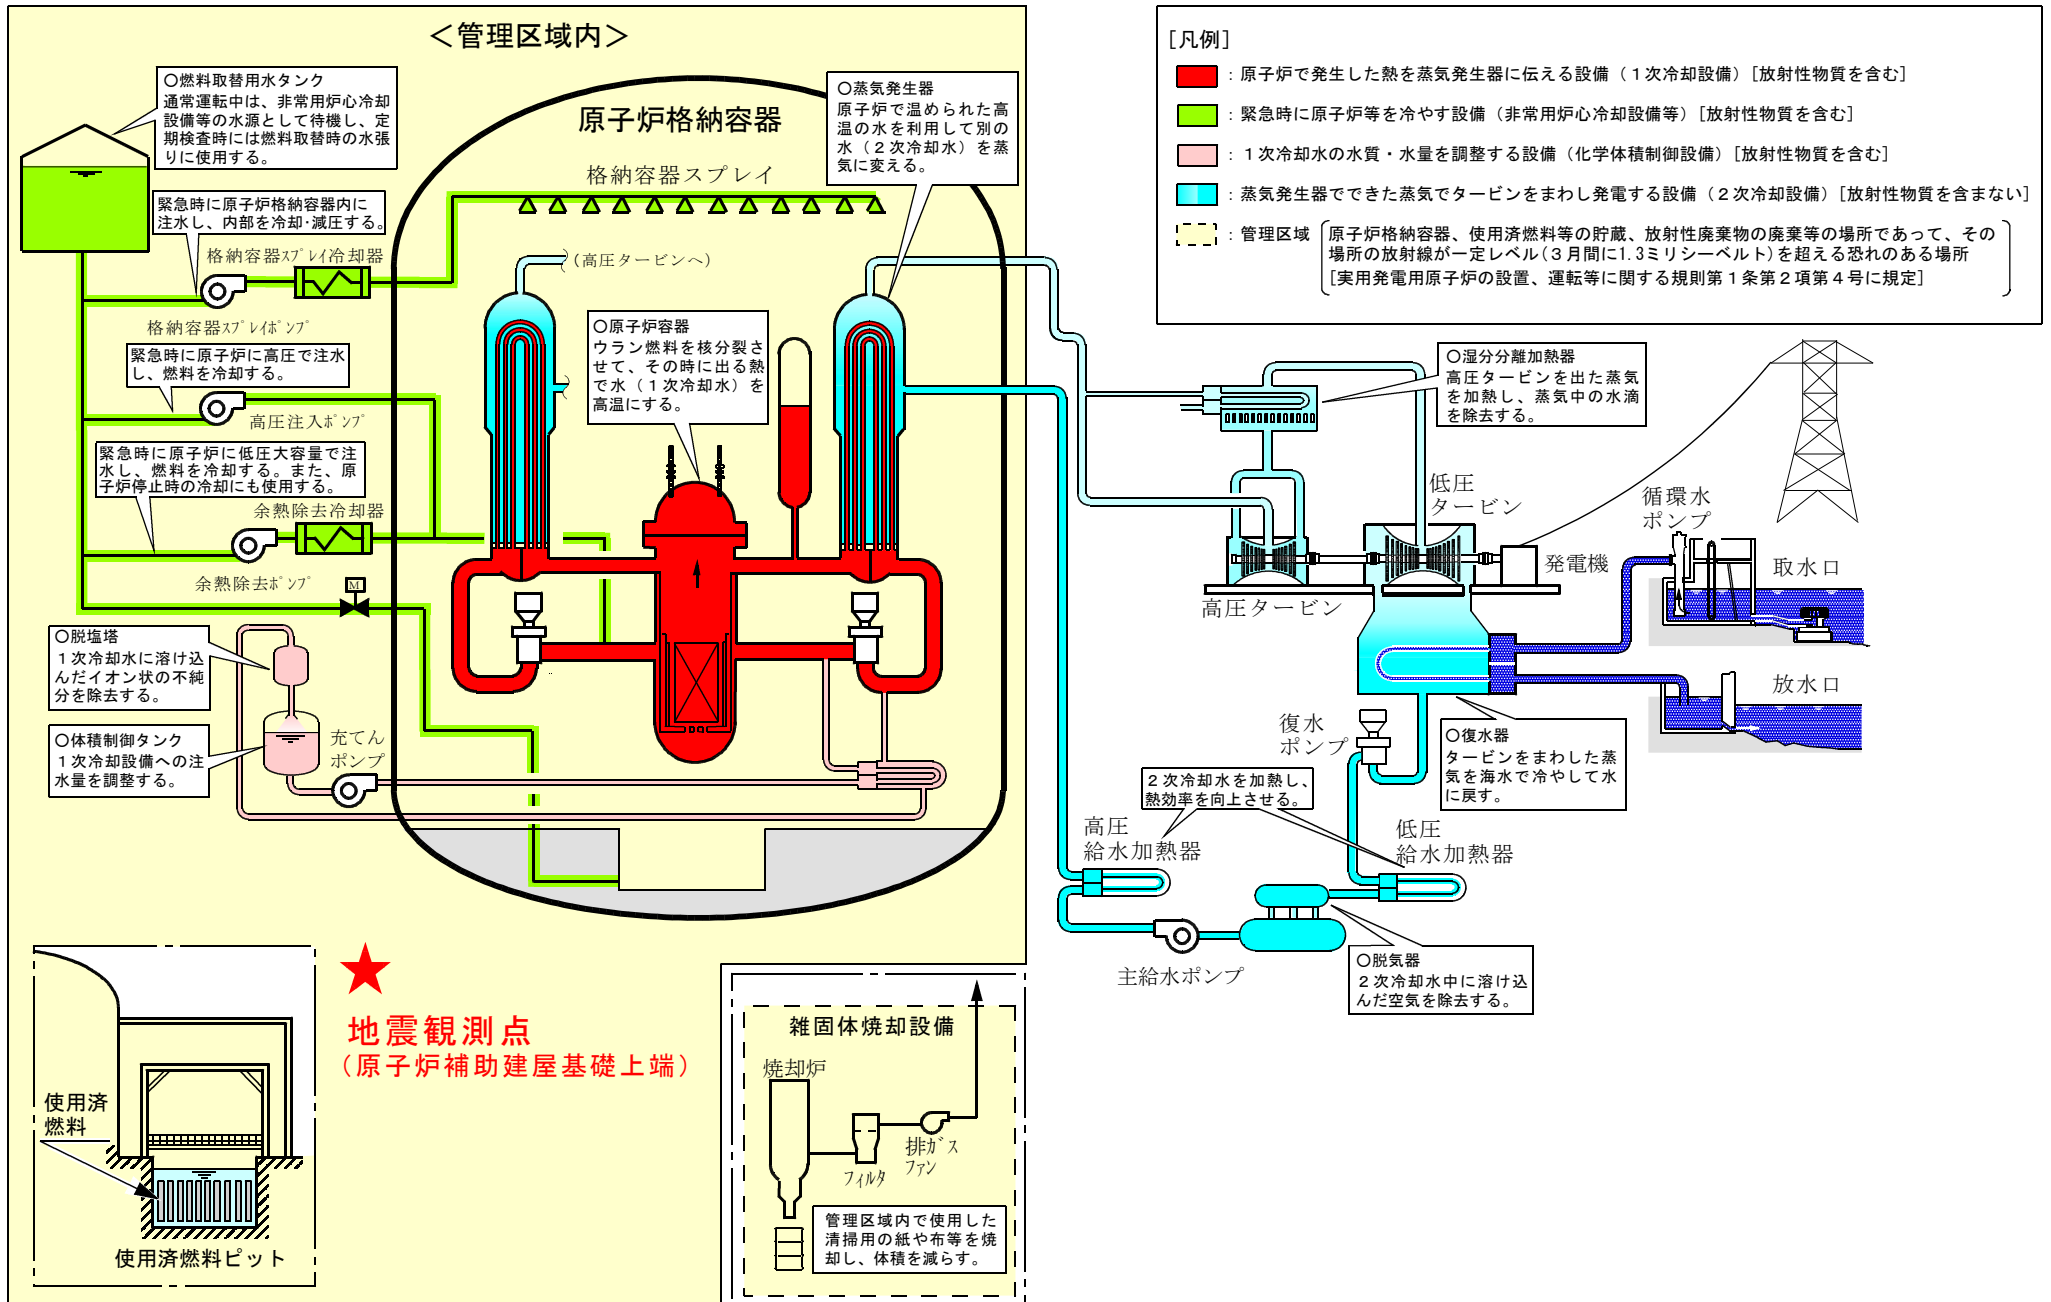 ＜管理区域内＞
○燃料取替用水タンク
通常運転中は、非常用炉心冷却
設備等の水源として待機し、定
期検査時には燃料取替時の水張
りに使用する。
緊急時に原子炉格納容器内に
注水し、内部を冷却･減圧する。
格納容器ｽﾌﾟﾚｲ冷却器
格納容器ｽﾌﾟﾚｲﾎﾟﾝﾌﾟ
緊急時に原子炉に高圧で注水
し、燃料を冷却する。
高圧注入ﾎﾟﾝﾌﾟ
緊急時に原子炉に低圧大容量で注
水し、燃料を冷却する。また、原
子炉停止時の冷却にも使用する。
余熱除去冷却器
余熱除去ﾎﾟﾝﾌﾟ
M
○脱塩塔
１次冷却水に溶け込
んだイオン状の不純
分を除去する。
○体積制御タンク
１次冷却設備への注
水量を調整する。
充てん
ポンプ
原子炉格納容器
格納容器スプレイ
（高圧タービンへ）
○蒸気発生器
原子炉で温められた高
温の水を利用して別の
水（２次冷却水）を蒸
気に変える。
○原子炉容器
ウラン燃料を核分裂さ
せて、その時に出る熱
で水（１次冷却水）を
高温にする。
[凡例]
：原子炉で発生した熱を蒸気発生器に伝える設備（１次冷却設備）[放射性物質を含む]
：緊急時に原子炉等を冷やす設備（非常用炉心冷却設備等）[放射性物質を含む]
：１次冷却水の水質・水量を調整する設備（化学体積制御設備）[放射性物質を含む]
：蒸気発生器でできた蒸気でタービンをまわし発電する設備（２次冷却設備）[放射性物質を含まない]
：管理区域
原子炉格納容器、使用済燃料等の貯蔵、放射性廃棄物の廃棄等の場所であって、その
場所の放射線が一定レベル(３月間に1.3ミリシーベルト)を超える恐れのある場所
[実用発電用原子炉の設置、運転等に関する規則第１条第２項第４号に規定]
○湿分分離加熱器
高圧タービンを出た蒸気
を加熱し、蒸気中の水滴
を除去する。
低圧
タービン
高圧タービン
発電機
循環水
ポンプ
取水口
放水口
復水
ポンプ
○復水器
タービンをまわした蒸
気を海水で冷やして水
に戻す。
２次冷却水を加熱し、
熱効率を向上させる。
高圧
給水加熱器
低圧
給水加熱器
主給水ポンプ
○脱気器
２次冷却水中に溶け込
んだ空気を除去する。
★
地震観測点
（原子炉補助建屋基礎上端）
使用済
燃料
使用済燃料ピット
雑固体焼却設備
焼却炉
フィルタ
排ｶﾞｽ
ファン
管理区域内で使用した
清掃用の紙や布等を焼
却し、体積を減らす。